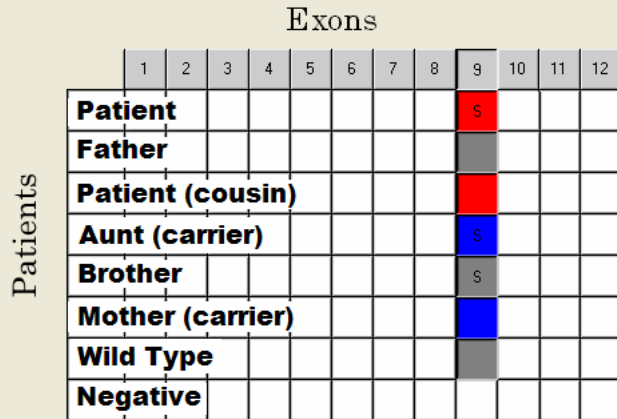 Exons
1 2 3 4 5 6 7 8 9 10 11 12
Patients
Patient S
Father
Patient (cousin)
Aunt (carrier) S
Brother S
Mother (carrier)
Wild Type
Negative